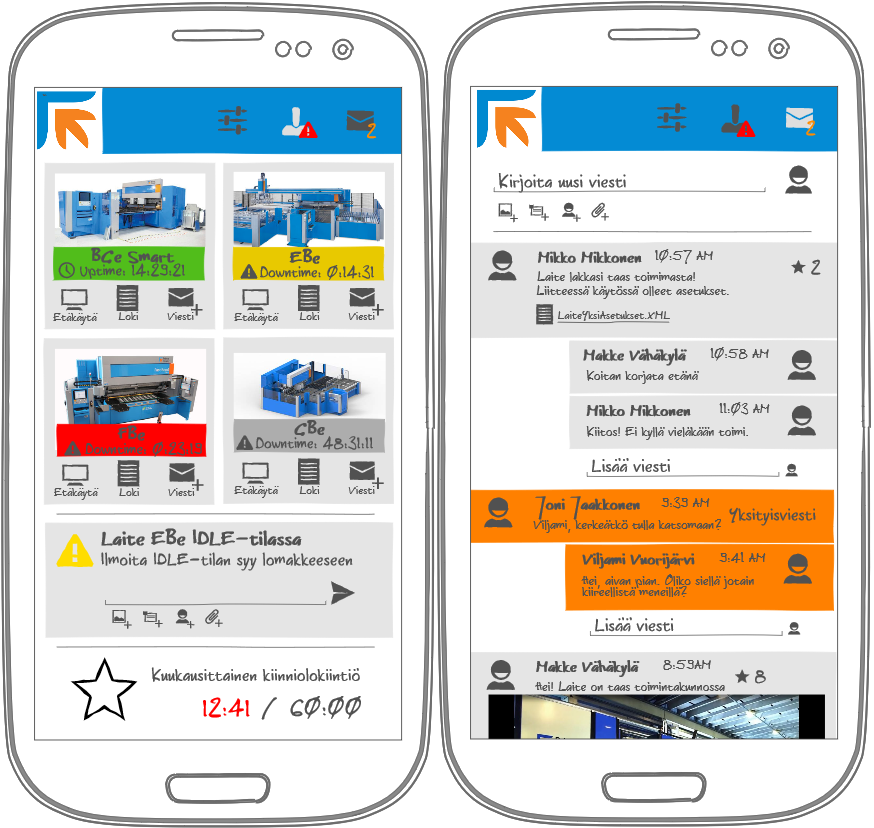 2
BCe Smart
Uptime: 14:29:21
Etäkäytä
Loki
Viesti
EBe
Downtime: 0:14:31
Etäkäytä
Loki
Viesti
FBe
Downtime: 0:23:14
Etäkäytä
Loki
Viesti
CBe
Downtime: 48:31:11
Etäkäytä
Loki
Viesti
Laite EBe IDLE-tilassa
Ilmoita IDLE-tilan syy lomakkeeseen
Kuukausittainen kiinniolokiintiö
12:41 / 60:00
2
Kirjoita uusi viesti
Mikko Mikkonen 10:57 AM
Laite lakkasi taas toimimasta!
Liitteessä käytössä olleet asetukset.
2
LaiteYksiAsetukset.XML
Makke Vähäkylä 10:58 AM
Koitan korjata etänä
Mikko Mikkonen 11:03 AM
Kiitos! Ei kyllä vieläkään toimi.
Lisää viesti
Toni Jaakkonen 9:39 AM
Viljami, kerkeätkö tulla katsomaan?
Yksityisviesti
Viljami Vuorijärvi 9:41 AM
Hei, aivan pian. Oliko siellä jotain
kiireellistä meneillä?
Lisää viesti
Makke Vähäkylä 8:59AM
8
Hei! Laite on taas toimintakunnossa